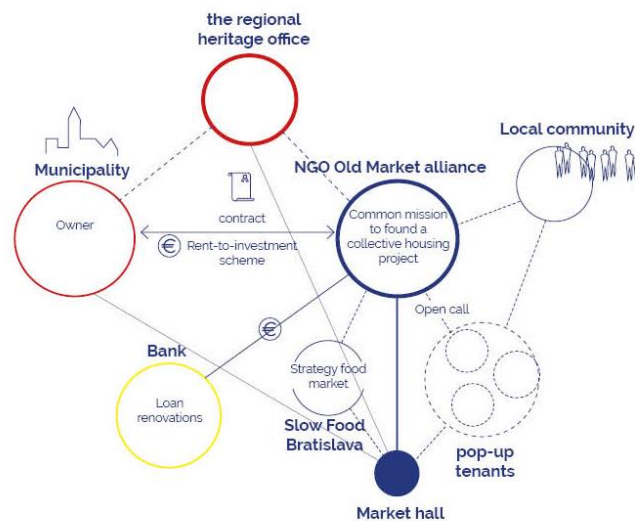 the regional
heritage office
Local community
Municipality
NGO Old Market alliance
Owner
contract
Rent-to-investment
scheme
€
Common mission
to found a
collective housing
project
Open call
€
Bank
Loan
renovations
Strategy food
market
Slow Food
Bratislava
pop-up
tenants
Market hall